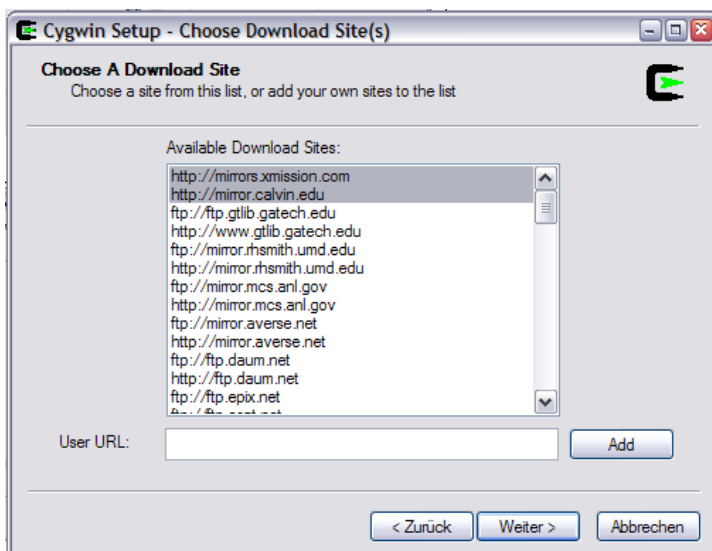 Cygwin Setup - Choose Download Site(s)
Choose A Download Site
Choose a site from this list, or add your own sites to the list
Available Download Sites:
http://mirrors.xmission.com
http://mirror.calvin.edu
ftp://ftp.gtlib.gatech.edu
http://www.gtlib.gatech.edu
ftp://mirror.rhsmith.umd.edu
http://mirror.rhsmith.umd.edu
ftp://mirror.mcs.anl.gov
http://mirror.mcs.anl.gov
ftp://mirror.averse.net
http://mirror.averse.net
ftp://ftp.daum.net
http://ftp.daum.net
ftp://ftp.epix.net
User URL:
Add
< Zurück
Weiter >
Abbrechen